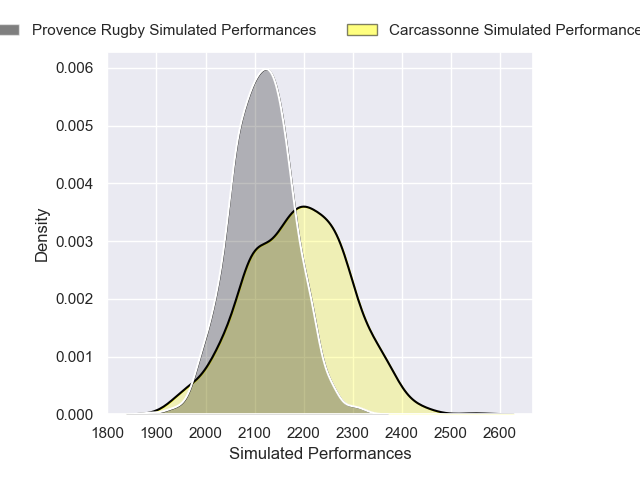 Provence Rugby Simulated Performances
Carcassonne Simulated Performance
0.006
0.005
0.004
0.003
0.002
0.001
0.000
Density
1800 1900 2000 2100 2200 2300 2400 2500 2600
Simulated Performances